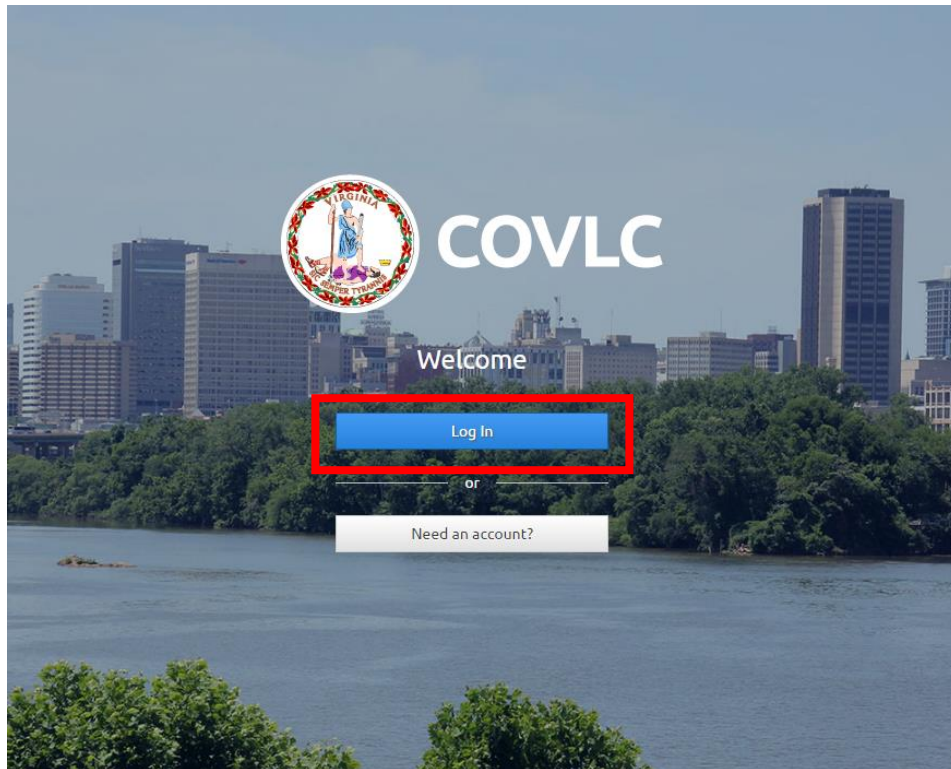 VIRGINIA
SIC SEMPER TYRANNIS
COVLC
Welcome
Log In
or
Need an account?